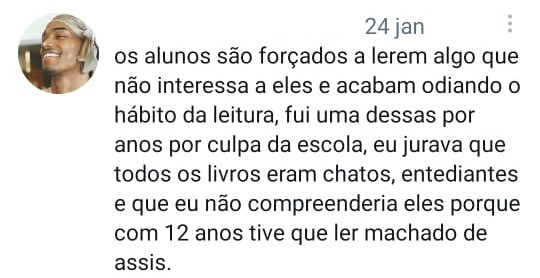 24 jan
os alunos são forçados a lerem algo que
não interessa a eles e acabam odiando o
hábito da leitura, fui uma dessas por
anos por culpa da escola, eu jurava que
todos os livros eram chatos, entediantes
e que eu não compreenderia eles porque
com 12 anos tive que ler machado de
assis.